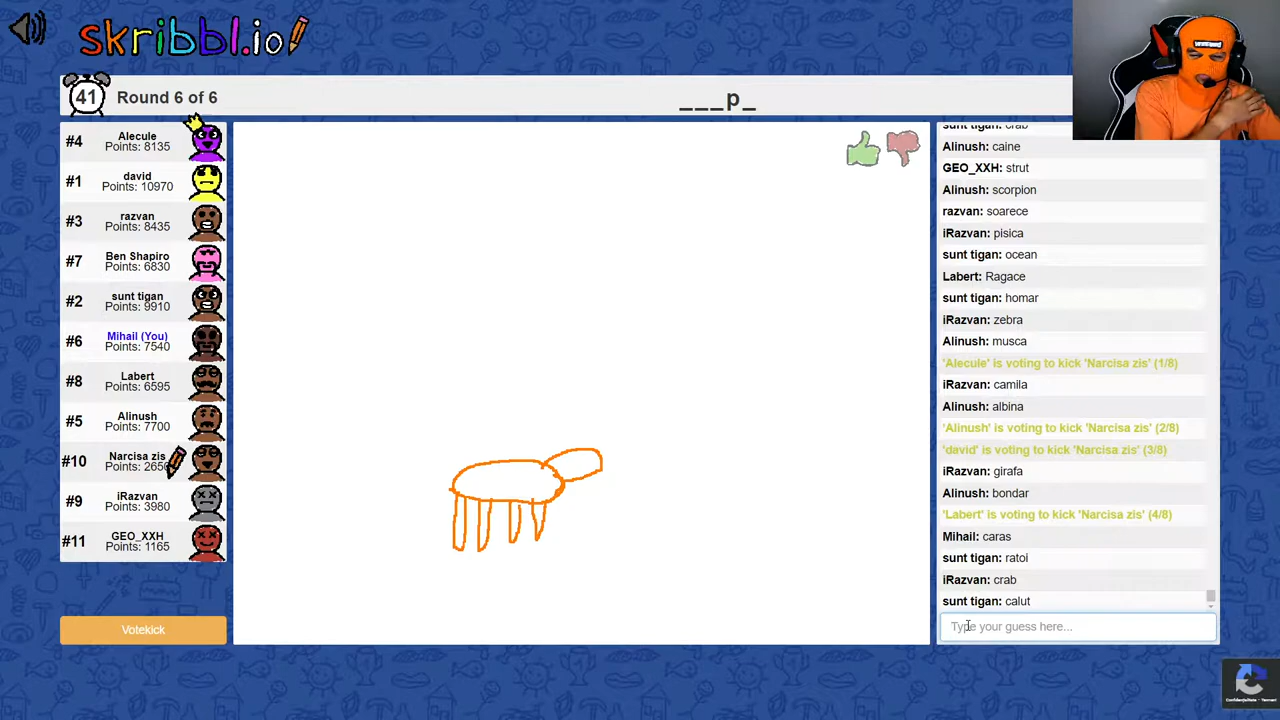 skribbl.io
41
Round 6 of 6
___p_
#4
Alecule
Points: 8135
#1
david
Points: 10970
#3
razvan
Points: 8435
#7
Ben Shapiro
Points: 6830
#2
sunt tigan
Points: 9910
#6
Mihail (You)
Points: 7540
#8
Labert
Points: 6595
#5
Alinush
Points: 7700
#10
Narcisa zis
Points: 2650
#9
iRazvan
Points: 3980
#11
GEO_XXH
Points: 1165
Votekick
sunt tigan: crab
Alinush: caine
GEO_XXH: strut
Alinush: scorpion
razvan: soarece
iRazvan: pisica
sunt tigan: ocean
Labert: Ragace
sunt tigan: homar
iRazvan: zebra
Alinush: musca
'Alecule' is voting to kick 'Narcisa zis' (1/8)
iRazvan: camila
Alinush: albina
'Alinush' is voting to kick 'Narcisa zis' (2/8)
'david' is voting to kick 'Narcisa zis' (3/8)
iRazvan: girafa
Alinush: bondar
'Labert' is voting to kick 'Narcisa zis' (4/8)
Mihail: caras
sunt tigan: ratoi
iRazvan: crab
sunt tigan: calut
Type your guess here...